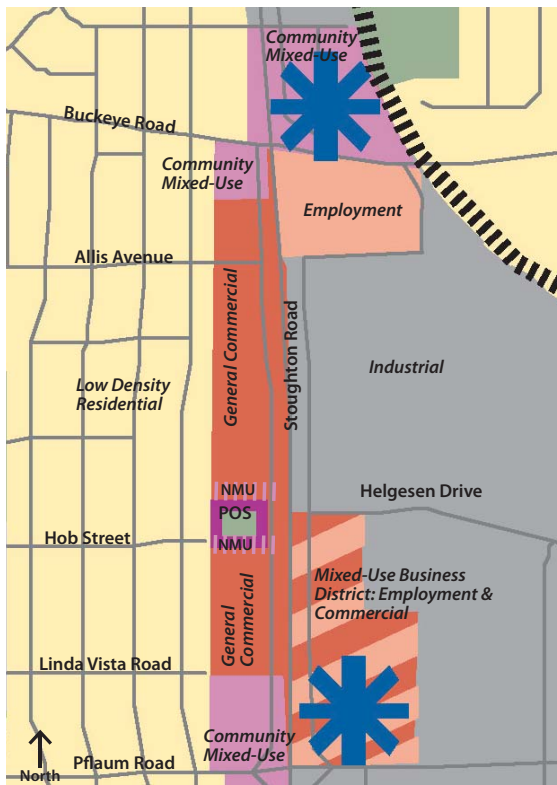 Community
Mixed-Use
Buckeye Road
Community
Mixed-Use
Employment
Allis Avenue
General Commercial
Stoughton Road
Industrial
Low Density
Residential
NMU
POS
NMU
Helgesen Drive
Hob Street
Mixed-Use Business
District: Employment &
Commercial
General
Commercial
Linda Vista Road
Community
Mixed-Use
Pflaum Road
North